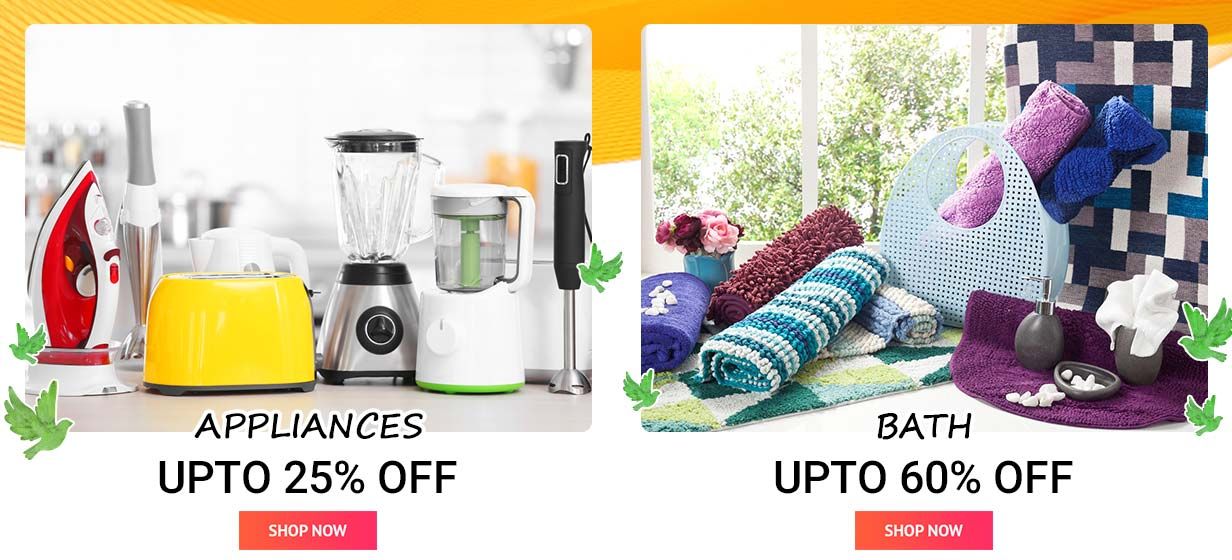 APPLIANCES
UPTO 25% OFF
SHOP NOW
BATH
UPTO 60% OFF
SHOP NOW